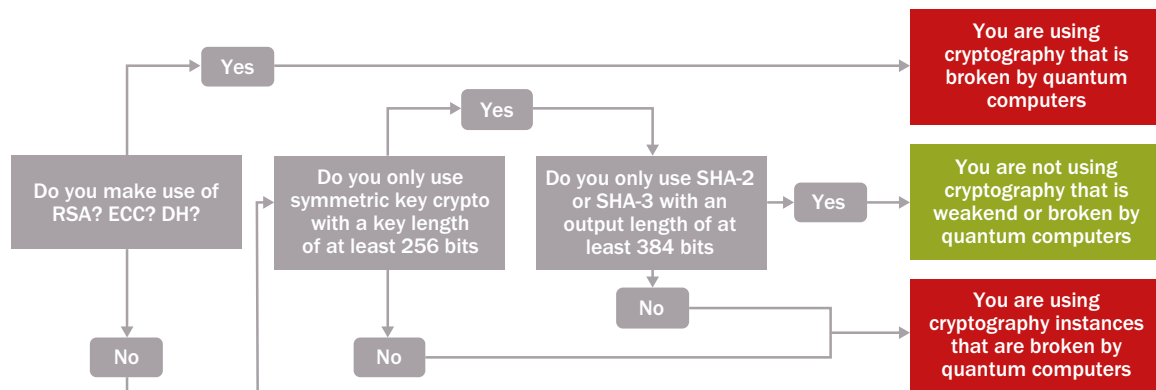 Yes
You are using
cryptography that is
broken by quantum
computers
Yes
Do you make use of
RSA? ECC? DH?
Do you only use
symmetric key crypto
with a key length
of at least 256 bits
Do you only use SHA-2
or SHA-3 with an
output length of at
least 384 bits
Yes
You are not using
cryptography that is
weakend or broken by
quantum computers
No
No
No
You are using
cryptography instances
that are broken by
quantum computers